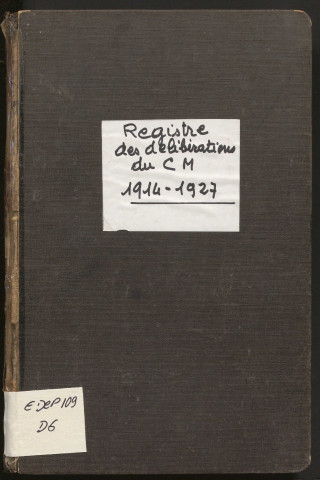 Registre
des délibérations
du C M
1914-1927
E.DEP 109
D6